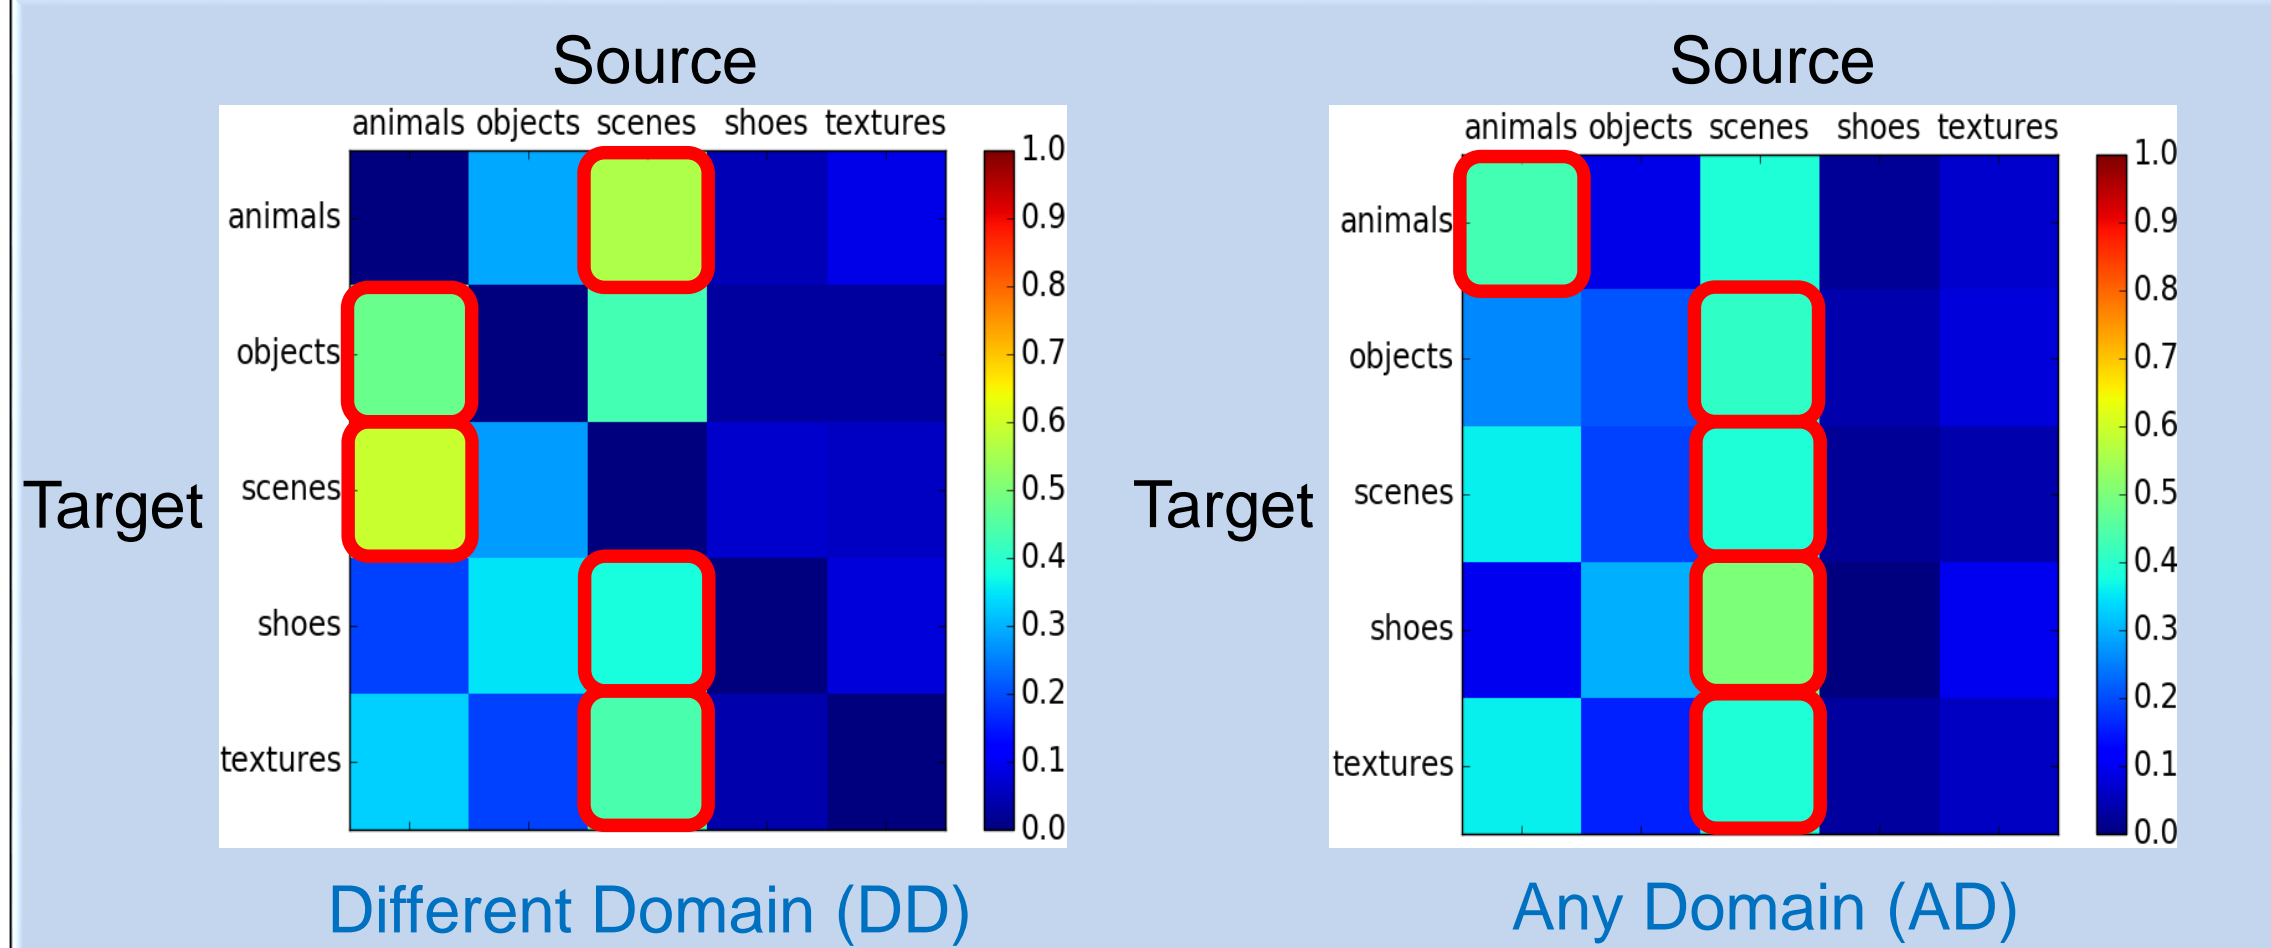 Source
animals objects scenes shoes textures
animals
objects
scenes
shoes
textures
Target
1.0
0.9
0.8
0.7
0.6
0.5
0.4
0.3
0.2
0.1
0.0
Different Domain (DD)
Source
animals objects scenes shoes textures
animals
objects
scenes
shoes
textures
Target
1.0
0.9
0.8
0.7
0.6
0.5
0.4
0.3
0.2
0.1
0.0
Any Domain (AD)